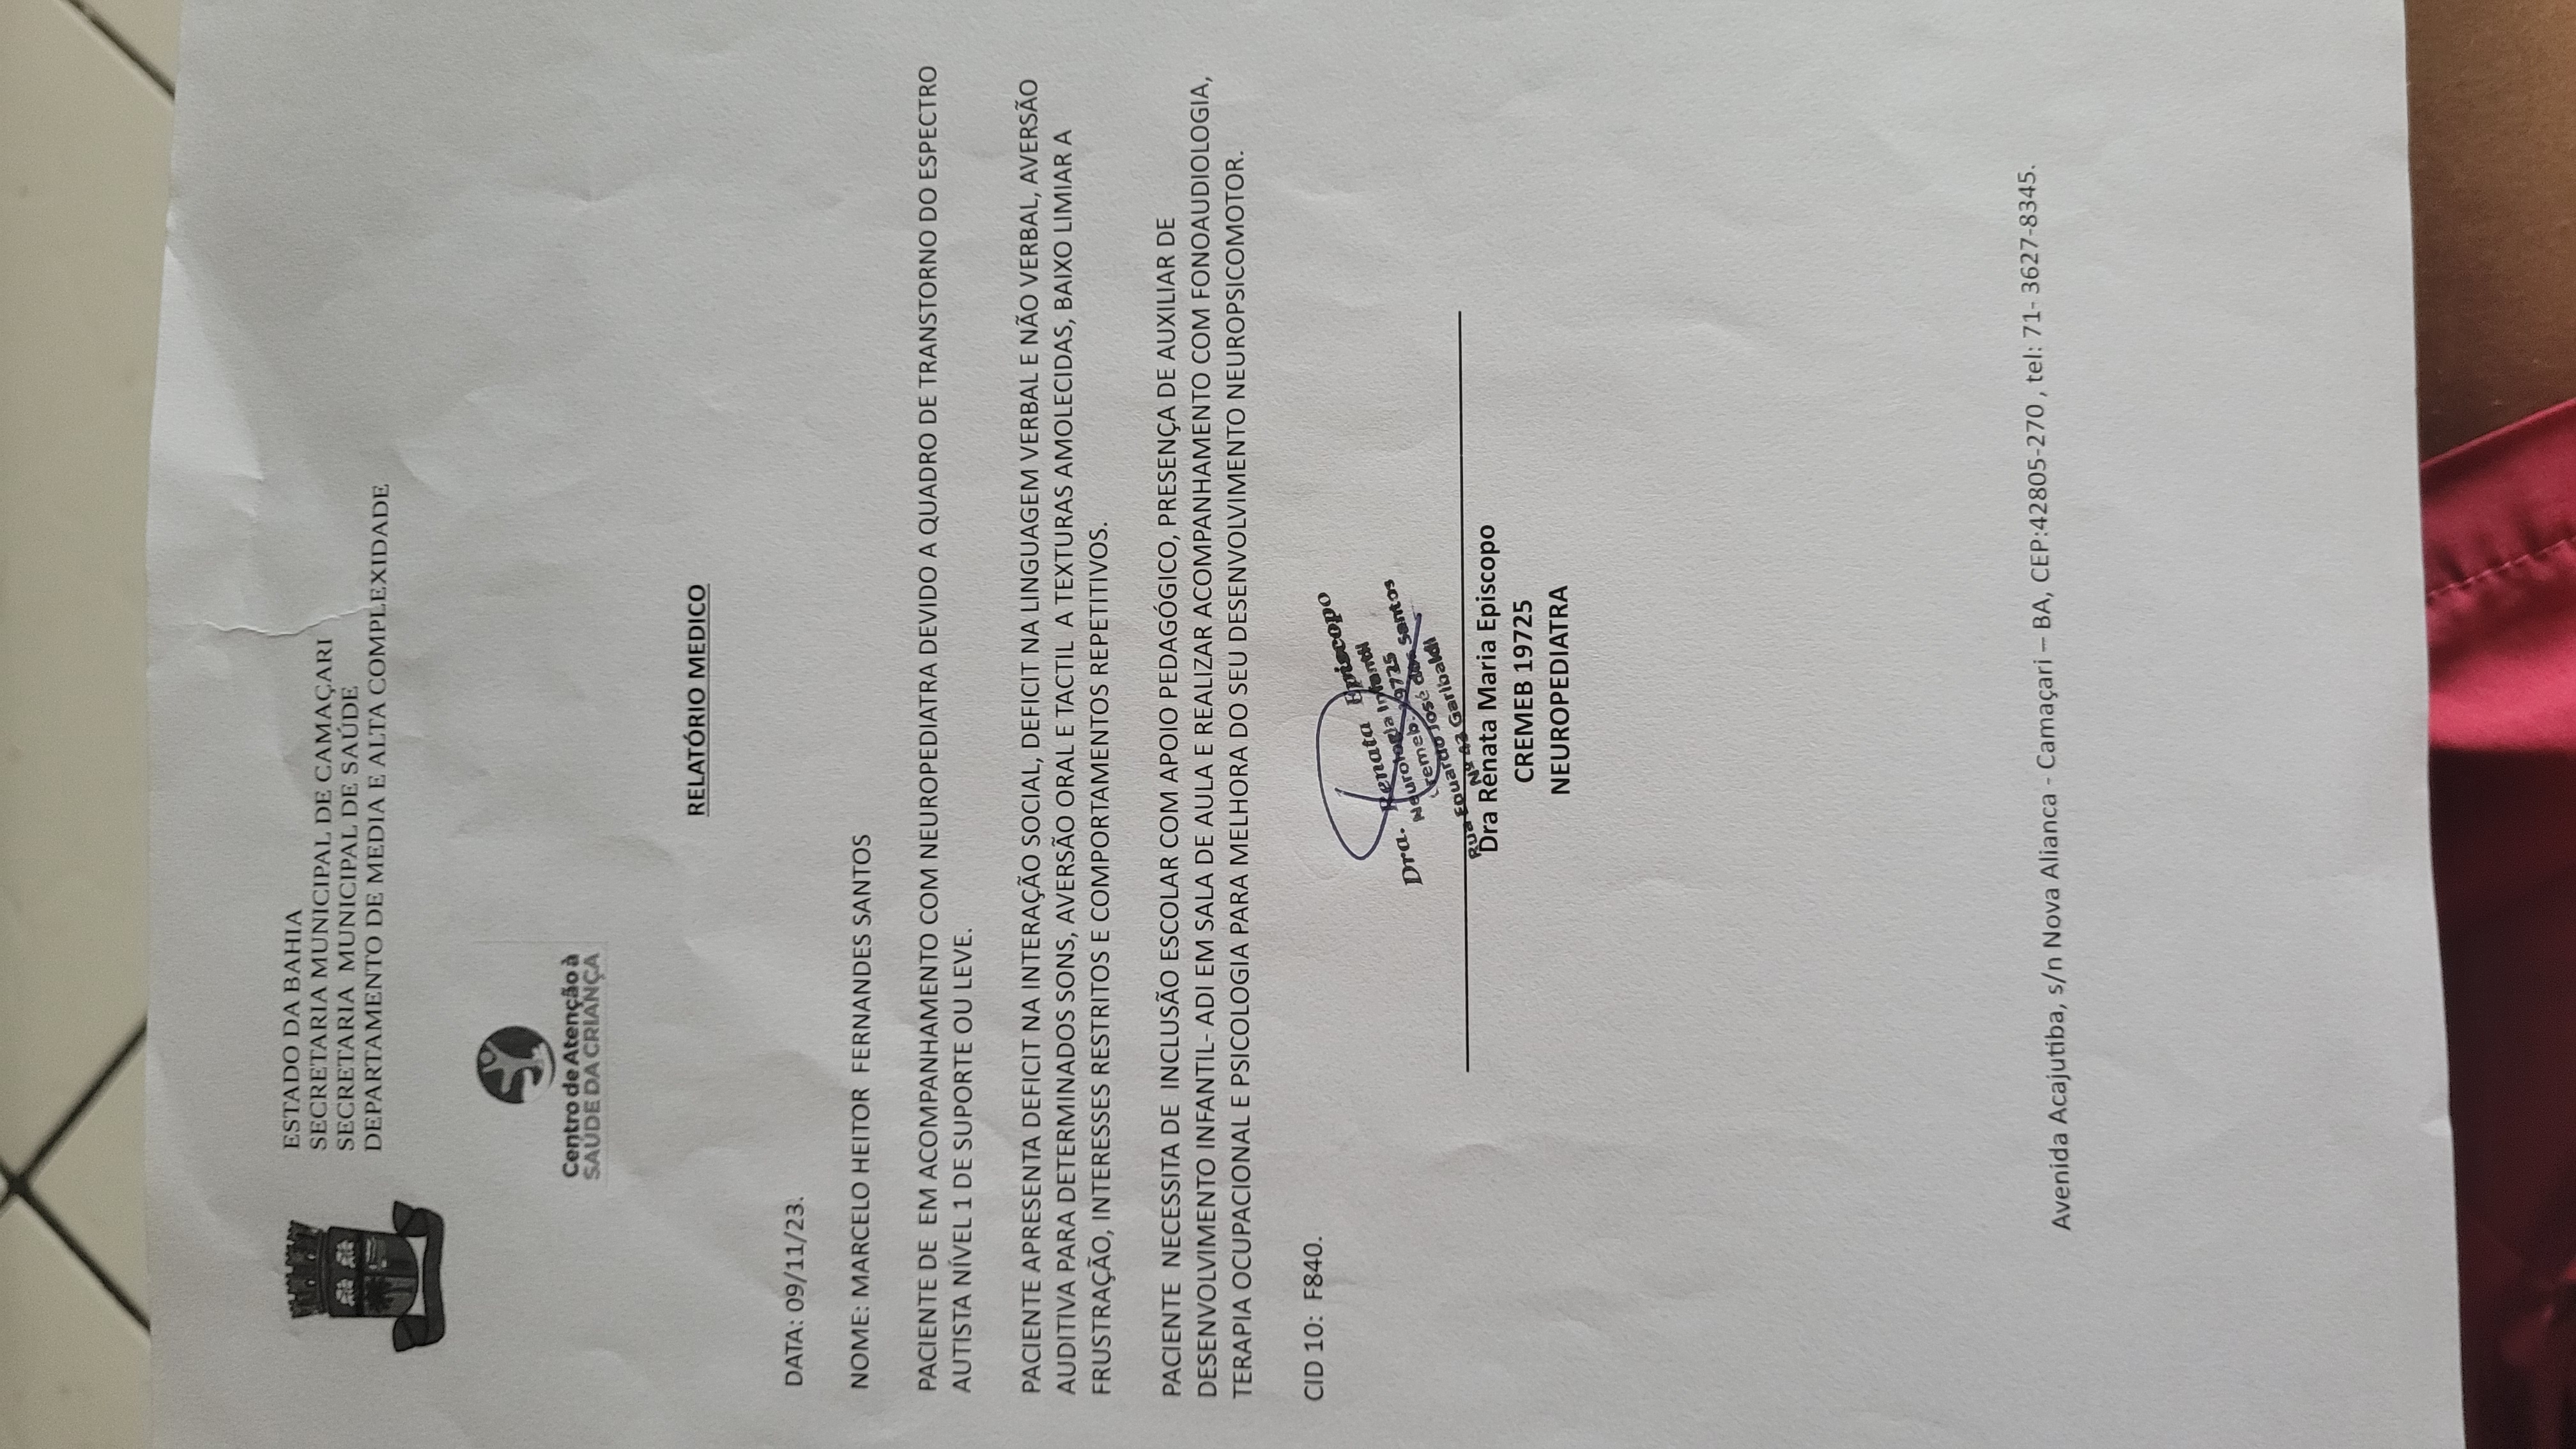 ESTADO DA BAHIA
SECRETARIA MUNICIPAL DE CAMAÇARI
SECRETARIA MUNICIPAL DE SAÚDE
DEPARTAMENTO DE MEDIA E ALTA COMPLEXIDADE
Centro de Atenção à
SAÚDE DA CRIANÇA
RELATÓRIO MEDICO
DATA: 09/11/23.
NOME: MARCELO HEITOR FERNANDES SANTOS
PACIENTE DE EM ACOMPANHAMENTO COM NEUROPEDIATRA DEVIDO A QUADRO DE TRANSTORNO DO ESPECTRO
AUTISTA NÍVEL 1 DE SUPORTE OU LEVE.
PACIENTE APRESENTA DEFICIT NA INTERAÇÃO SOCIAL, DEFICIT NA LINGUAGEM VERBAL E NÃO VERBAL, AVERSÃO
AUDITIVA PARA DETERMINADOS SONS, AVERSÃO ORAL E TACTIL A TEXTURAS AMOLECIDAS, BAIXO LIMIAR A
FRUSTRAÇÃO, INTERESSES RESTRITOS E COMPORTAMENTOS REPETITIVOS.
PACIENTE NECESSITA DE INCLUSÃO ESCOLAR COM APOIO PEDAGÓGICO, PRESENÇA DE AUXILIAR DE
DESENVOLVIMENTO INFANTIL- ADI EM SALA DE AULA E REALIZAR ACOMPANHAMENTO COM FONOAUDIOLOGIA,
TERAPIA OCUPACIONAL E PSICOLOGIA PARA MELHORA DO SEU DESENVOLVIMENTO NEUROPSICOMOTOR.
CID 10: F840.
Dra. Renata Episcopo
Neurologia Infantil
Cremeb. 19725
Rua Eduardo José dos Santos
Nº 43 Garibaldi
Dra Renata Maria Episcopo
CREMEB 19725
NEUROPEDIATRA
Avenida Acajutiba, s/n Nova Alianca - Camaçari – BA, CEP:42805-270 , tel: 71- 3627-8345.